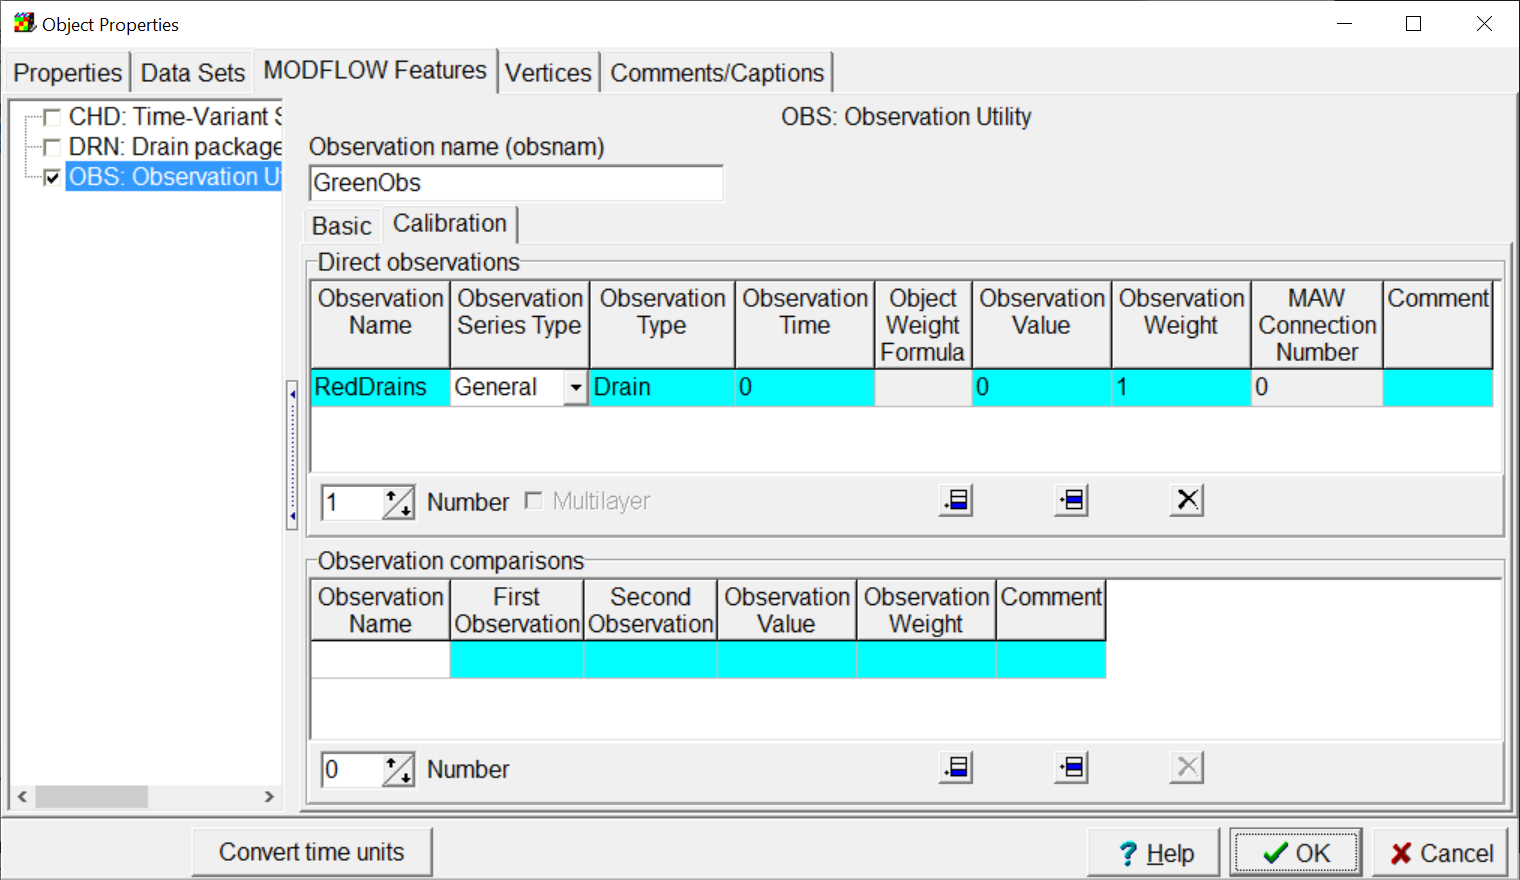 Object Properties
Properties Data Sets MODFLOW Features Vertices Comments/Captions
CHD: Time-Variant S
DRN: Drain package
OBS: Observation Ut
OBS: Observation Utility
Observation name (obsnam)
GreenObs
Basic Calibration
Direct observations
Observation Name Observation Series Type Observation Type Observation Time Object Weight Formula Observation Value Observation Weight MAW Connection Number Comment
RedDrains General Drain 0 0 1 0
1 Number Multilayer
Observation comparisons
Observation Name First Observation Second Observation Observation Value Observation Weight Comment
0 Number
Convert time units Help OK Cancel